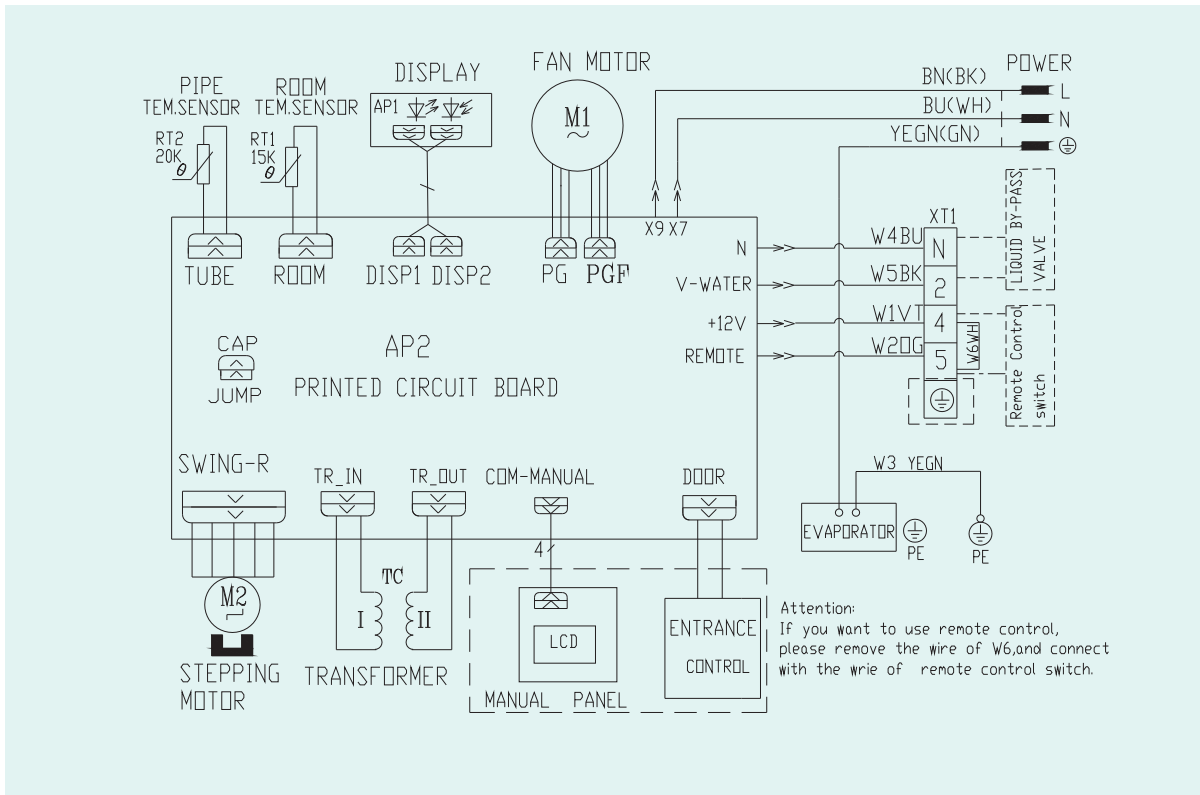 PIPE
TEM.SENSOR
ROOM
TEM.SENSOR
DISPLAY
FAN MOTOR
POWER
BN(BK)
L
BU(WH)
N
YEGN(GN)
RT2
20K
θ
RT1
15K
θ
AP1
M1
~
X9 X7
XT1
LIQUID BY-PASS
VALVE
TUBE
ROOM
DISP1 DISP2
PG PGF
N
W4BU
N
V-WATER
W5BK
2
+12V
W1VT
4
REMOTE
W2OG
5
W6WH
Remote Control
switch
CAP
JUMP
AP2
PRINTED CIRCUIT BOARD
SWING-R
TR_IN
TR_OUT
COM-MANUAL
DOOR
W3 YEGN
EVAPORATOR
PE
PE
4
M2
~
TC
I
II
STEPPING
MOTOR
TRANSFORMER
LCD
MANUAL PANEL
ENTRANCE
CONTROL
Attention:
If you want to use remote control,
please remove the wire of W6,and connect
with the wrie of remote control switch.